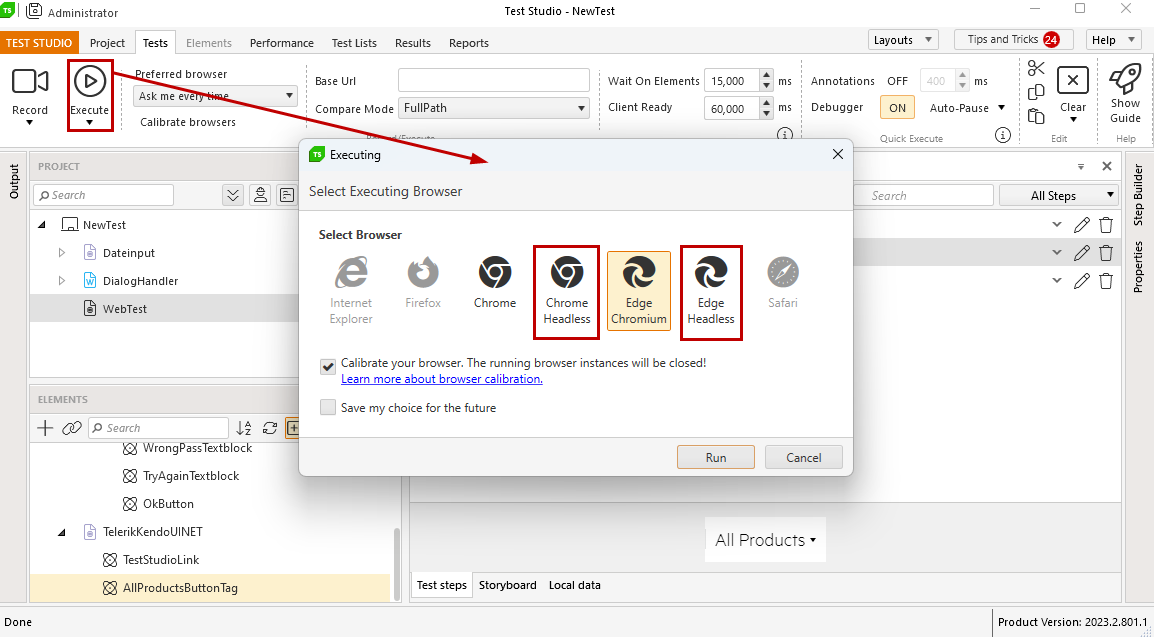 TS
Administrator
Test Studio - NewTest
TEST STUDIO
Project
Tests
Elements
Performance
Test Lists
Results
Reports
Layouts
Tips and Tricks 24
Help
Record
Execute
Preferred browser
Ask me every time
Calibrate browsers
Base Url
Compare Mode FullPath
Record/Execute
Wait On Elements 15,000 ms
Client Ready 60,000 ms
Annotations OFF 400 ms
Debugger ON Auto-Pause
Quick Execute
Clear
Edit
Show
Guide
Help
Output
PROJECT
Search
NewTest
Dateinput
DialogHandler
WebTest
ELEMENTS
Search
WrongPassTextblock
TryAgainTextblock
OkButton
TelerikKendoUINET
TestStudioLink
AllProductsButtonTag
TS Executing
Select Executing Browser
Select Browser
Internet
Explorer
Firefox
Chrome
Chrome
Headless
Edge
Chromium
Edge
Headless
Safari
Calibrate your browser. The running browser instances will be closed!
Learn more about browser calibration.
Save my choice for the future
Run
Cancel
Search
All Steps
Step Builder
Properties
All Products
Test steps
Storyboard
Local data
Done
Product Version: 2023.2.801.1